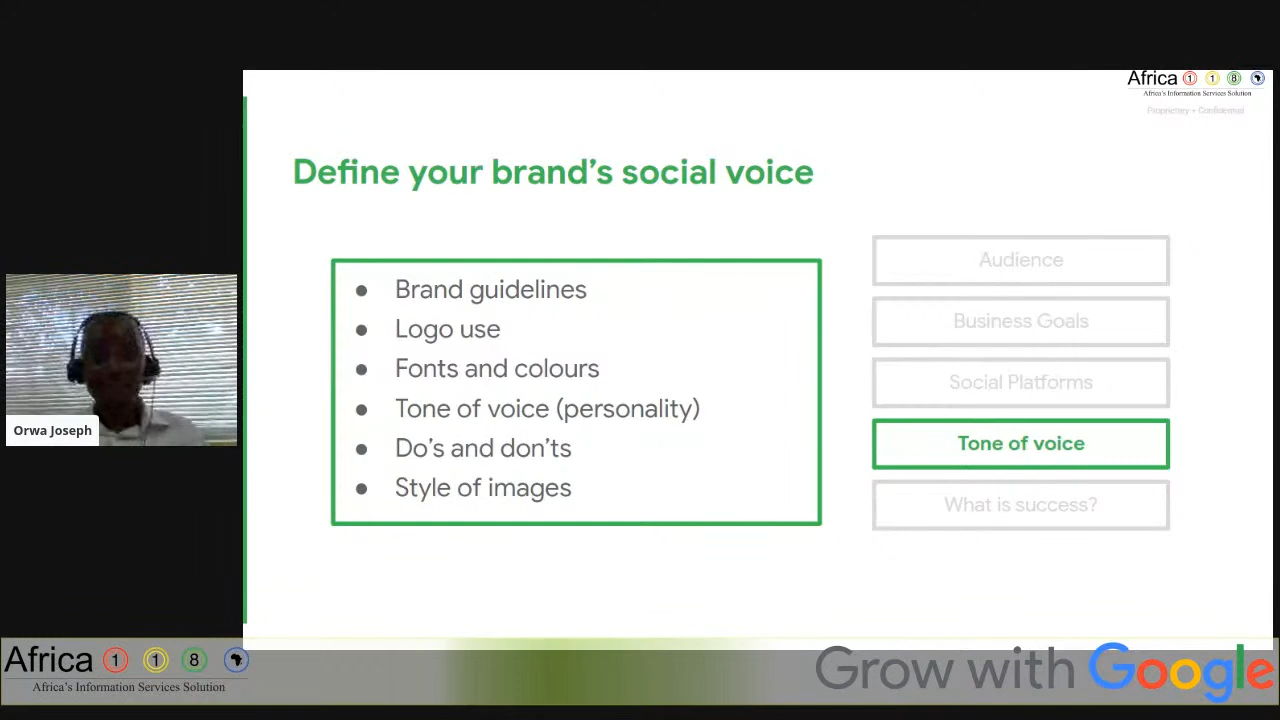 Africa 1 1 8
Africa's Information Services Solution
Proprietary + Confidential
Define your brand's social voice
● Brand guidelines
● Logo use
● Fonts and colours
● Tone of voice (personality)
● Do's and don'ts
● Style of images
Audience
Business Goals
Social Platforms
Tone of voice
What is success?
Orwa Joseph
Africa 1 1 8
Africa's Information Services Solution
Grow with Google